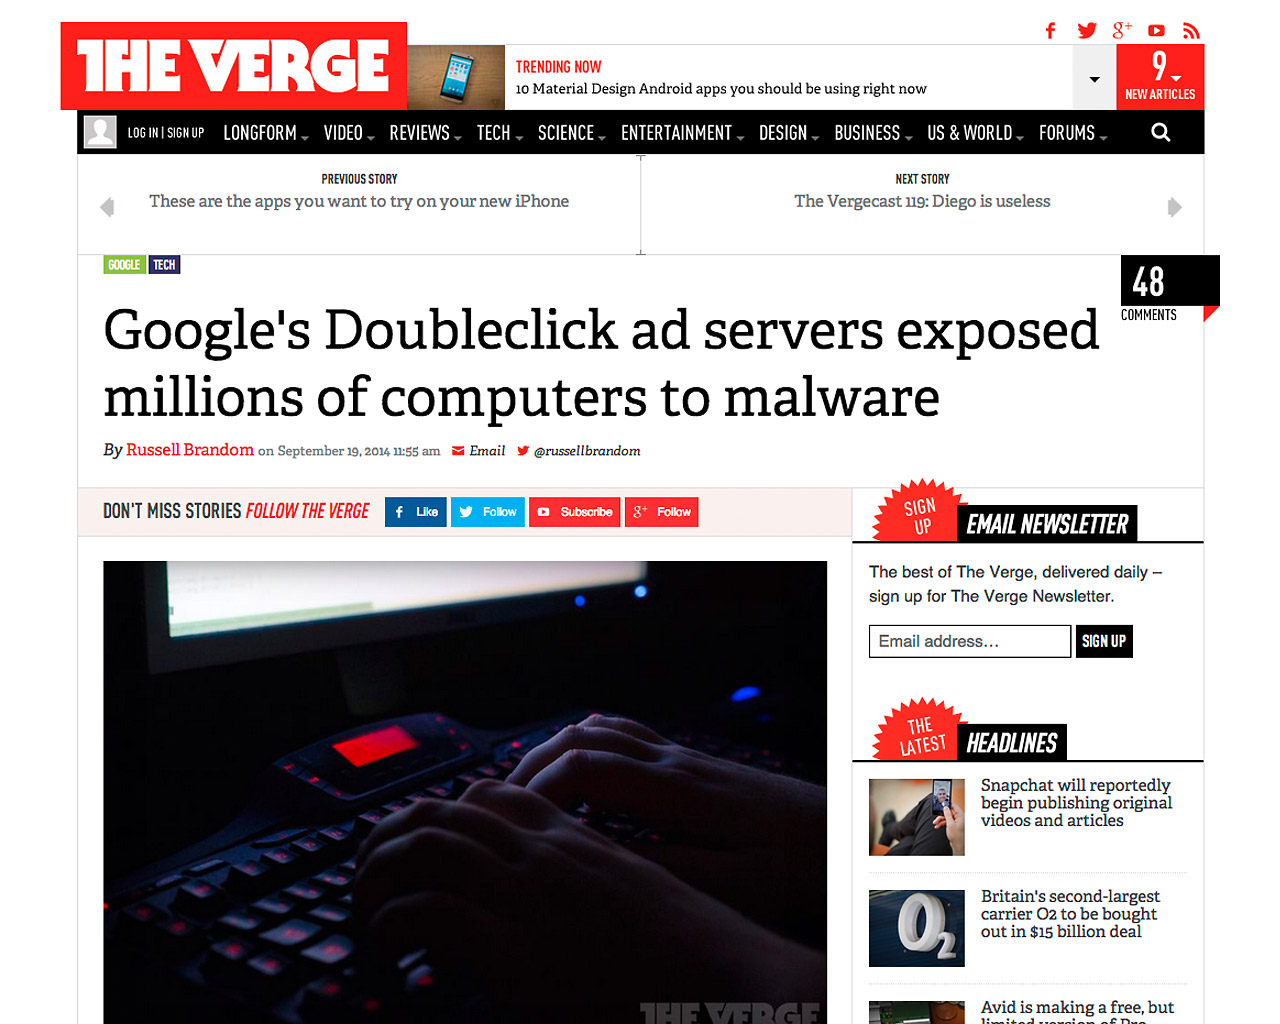 THE VERGE
TRENDING NOW
10 Material Design Android apps you should be using right now
9
NEW ARTICLES
LOG IN | SIGN UP
LONGFORM VIDEO REVIEWS TECH SCIENCE ENTERTAINMENT DESIGN BUSINESS US & WORLD FORUMS
PREVIOUS STORY
These are the apps you want to try on your new iPhone
NEXT STORY
The Vergecast 119: Diego is useless
GOOGLE TECH
48
COMMENTS
Google's Doubleclick ad servers exposed
millions of computers to malware
By Russell Brandom on September 19, 2014 11:55 am Email @russellbrandom
DON'T MISS STORIES FOLLOW THE VERGE
Like
Follow
Subscribe
g+ Follow
SIGN
UP
EMAIL NEWSLETTER
The best of The Verge, delivered daily –
sign up for The Verge Newsletter.
Email address...
SIGN UP
THE
LATEST
HEADLINES
Snapchat will reportedly
begin publishing original
videos and articles
O2
Britain's second-largest
carrier O2 to be bought
out in $15 billion deal
Avid is making a free, but
limited version of Pro
THE VERGE